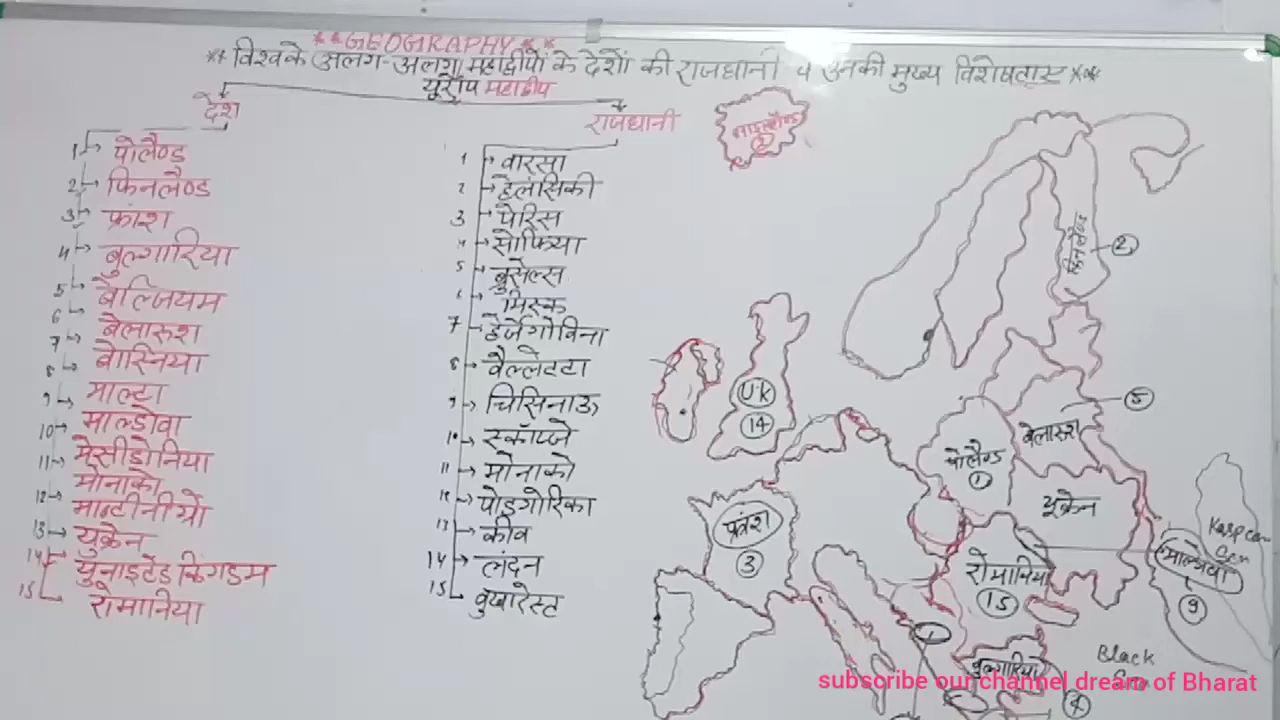 ** GEOGRAPHY **
** विश्व के अलग-अलग महाद्वीपों के देशों की राजधानी व उनकी मुख्य विशेषताए **
यूरोप महाद्वीप
देश
राजधानी
1 पोलैण्ड
2 फिनलैण्ड
3 फ्रांश
4 बुल्गारिया
5 बैल्जियम
6 बेलारूश
7 बोस्निया
8 माल्टा
9 माल्डोवा
10 मेसीडोनिया
11 मोनाको
12 मान्टीनीग्रो
13 यूक्रेन
14 युनाइटेड किंगडम
15 रोमानिया
1 वारसा
2 हेलंसिकी
3 पेरिस
4 सोफिया
5 ब्रुसेल्स
6 मिंस्क
7 हर्जेगोविना
8 वैल्लेटटा
9 चिसिनाऊ
10 स्कॉप्जे
11 मोनाको
12 पोड्गोरिका
13 कीव
14 लंदन
15 वुखारेस्ट
फिनलैण्ड
2
UK
14
5
बेलारूश
पोलैण्ड
1
यूक्रेन
फ्रांश
3
रोमानिया
15
माल्डोवा
9
बुल्गारिया
4
Black
Sea
subscribe our channel dream of Bharat